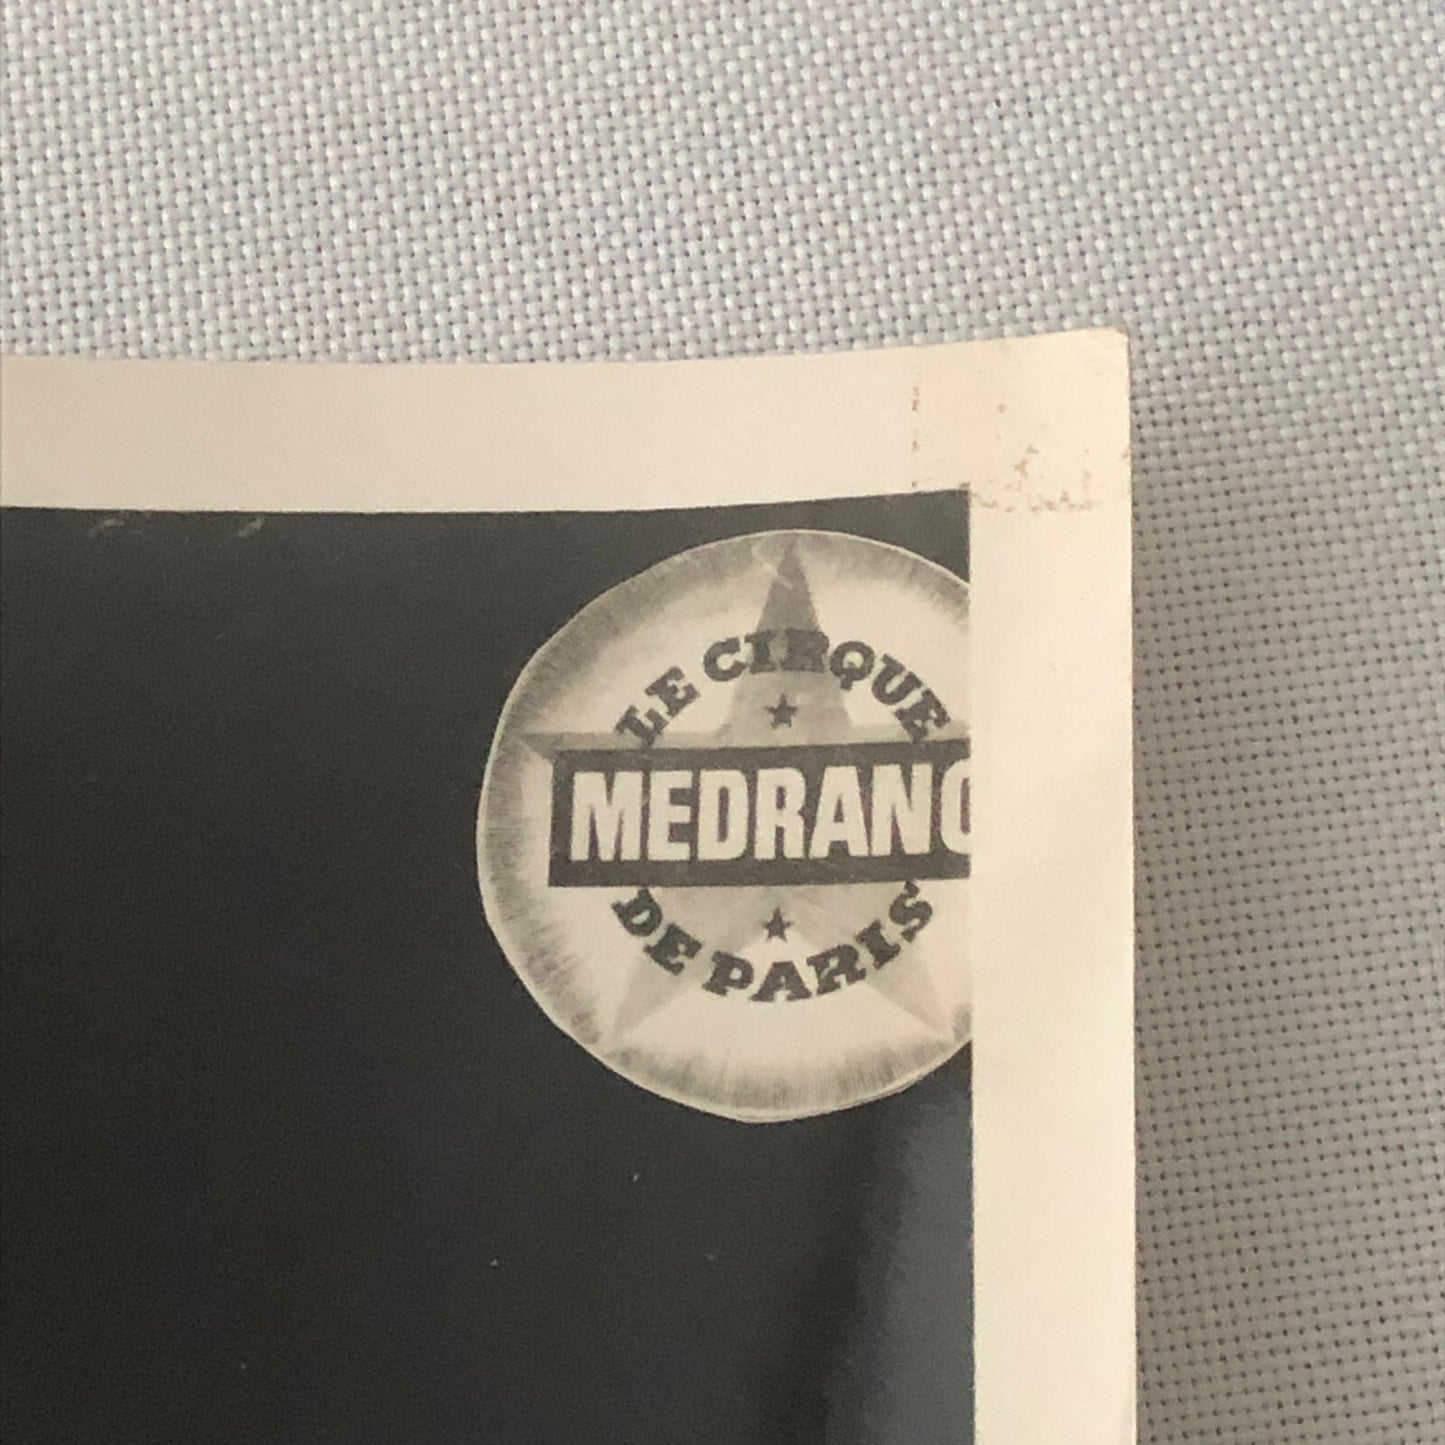 LE CIRQUE
MEDRANO
DE PARIS